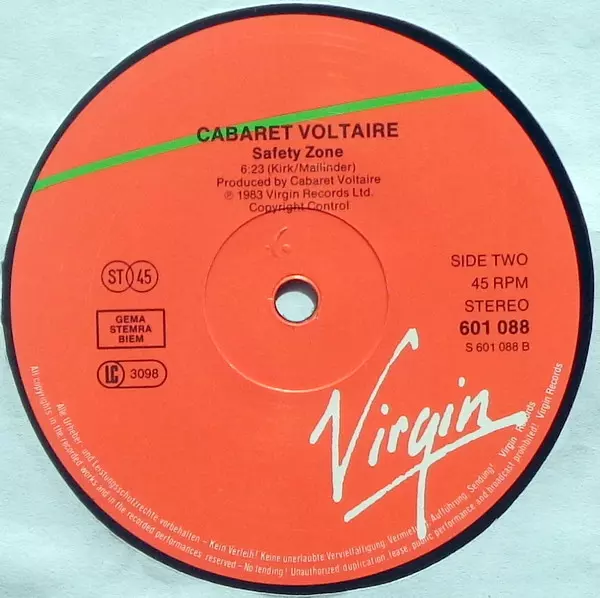 CABARET VOLTAIRE
Safety Zone
6:23 (Kirk/Mallinder)
Produced by Cabaret Voltaire
℗ 1983 Virgin Records Ltd.
Copyright Control
ST 45
GEMA
STEMRA
BIEM
LC 3098
SIDE TWO
45 RPM
STEREO
601 088
S 601 088 B
Virgin
Alle Urheber- und Leistungsschutzrechte vorbehalten – Kein Verleih! Keine unerlaubte Vervielfältigung, Vermietung, Aufführung, Sendung! Virgin Records
All copyrights in the recorded works and in the recorded performances reserved – No lending! Unauthorized duplication, lease, public performance and broadcast prohibited! Virgin Records